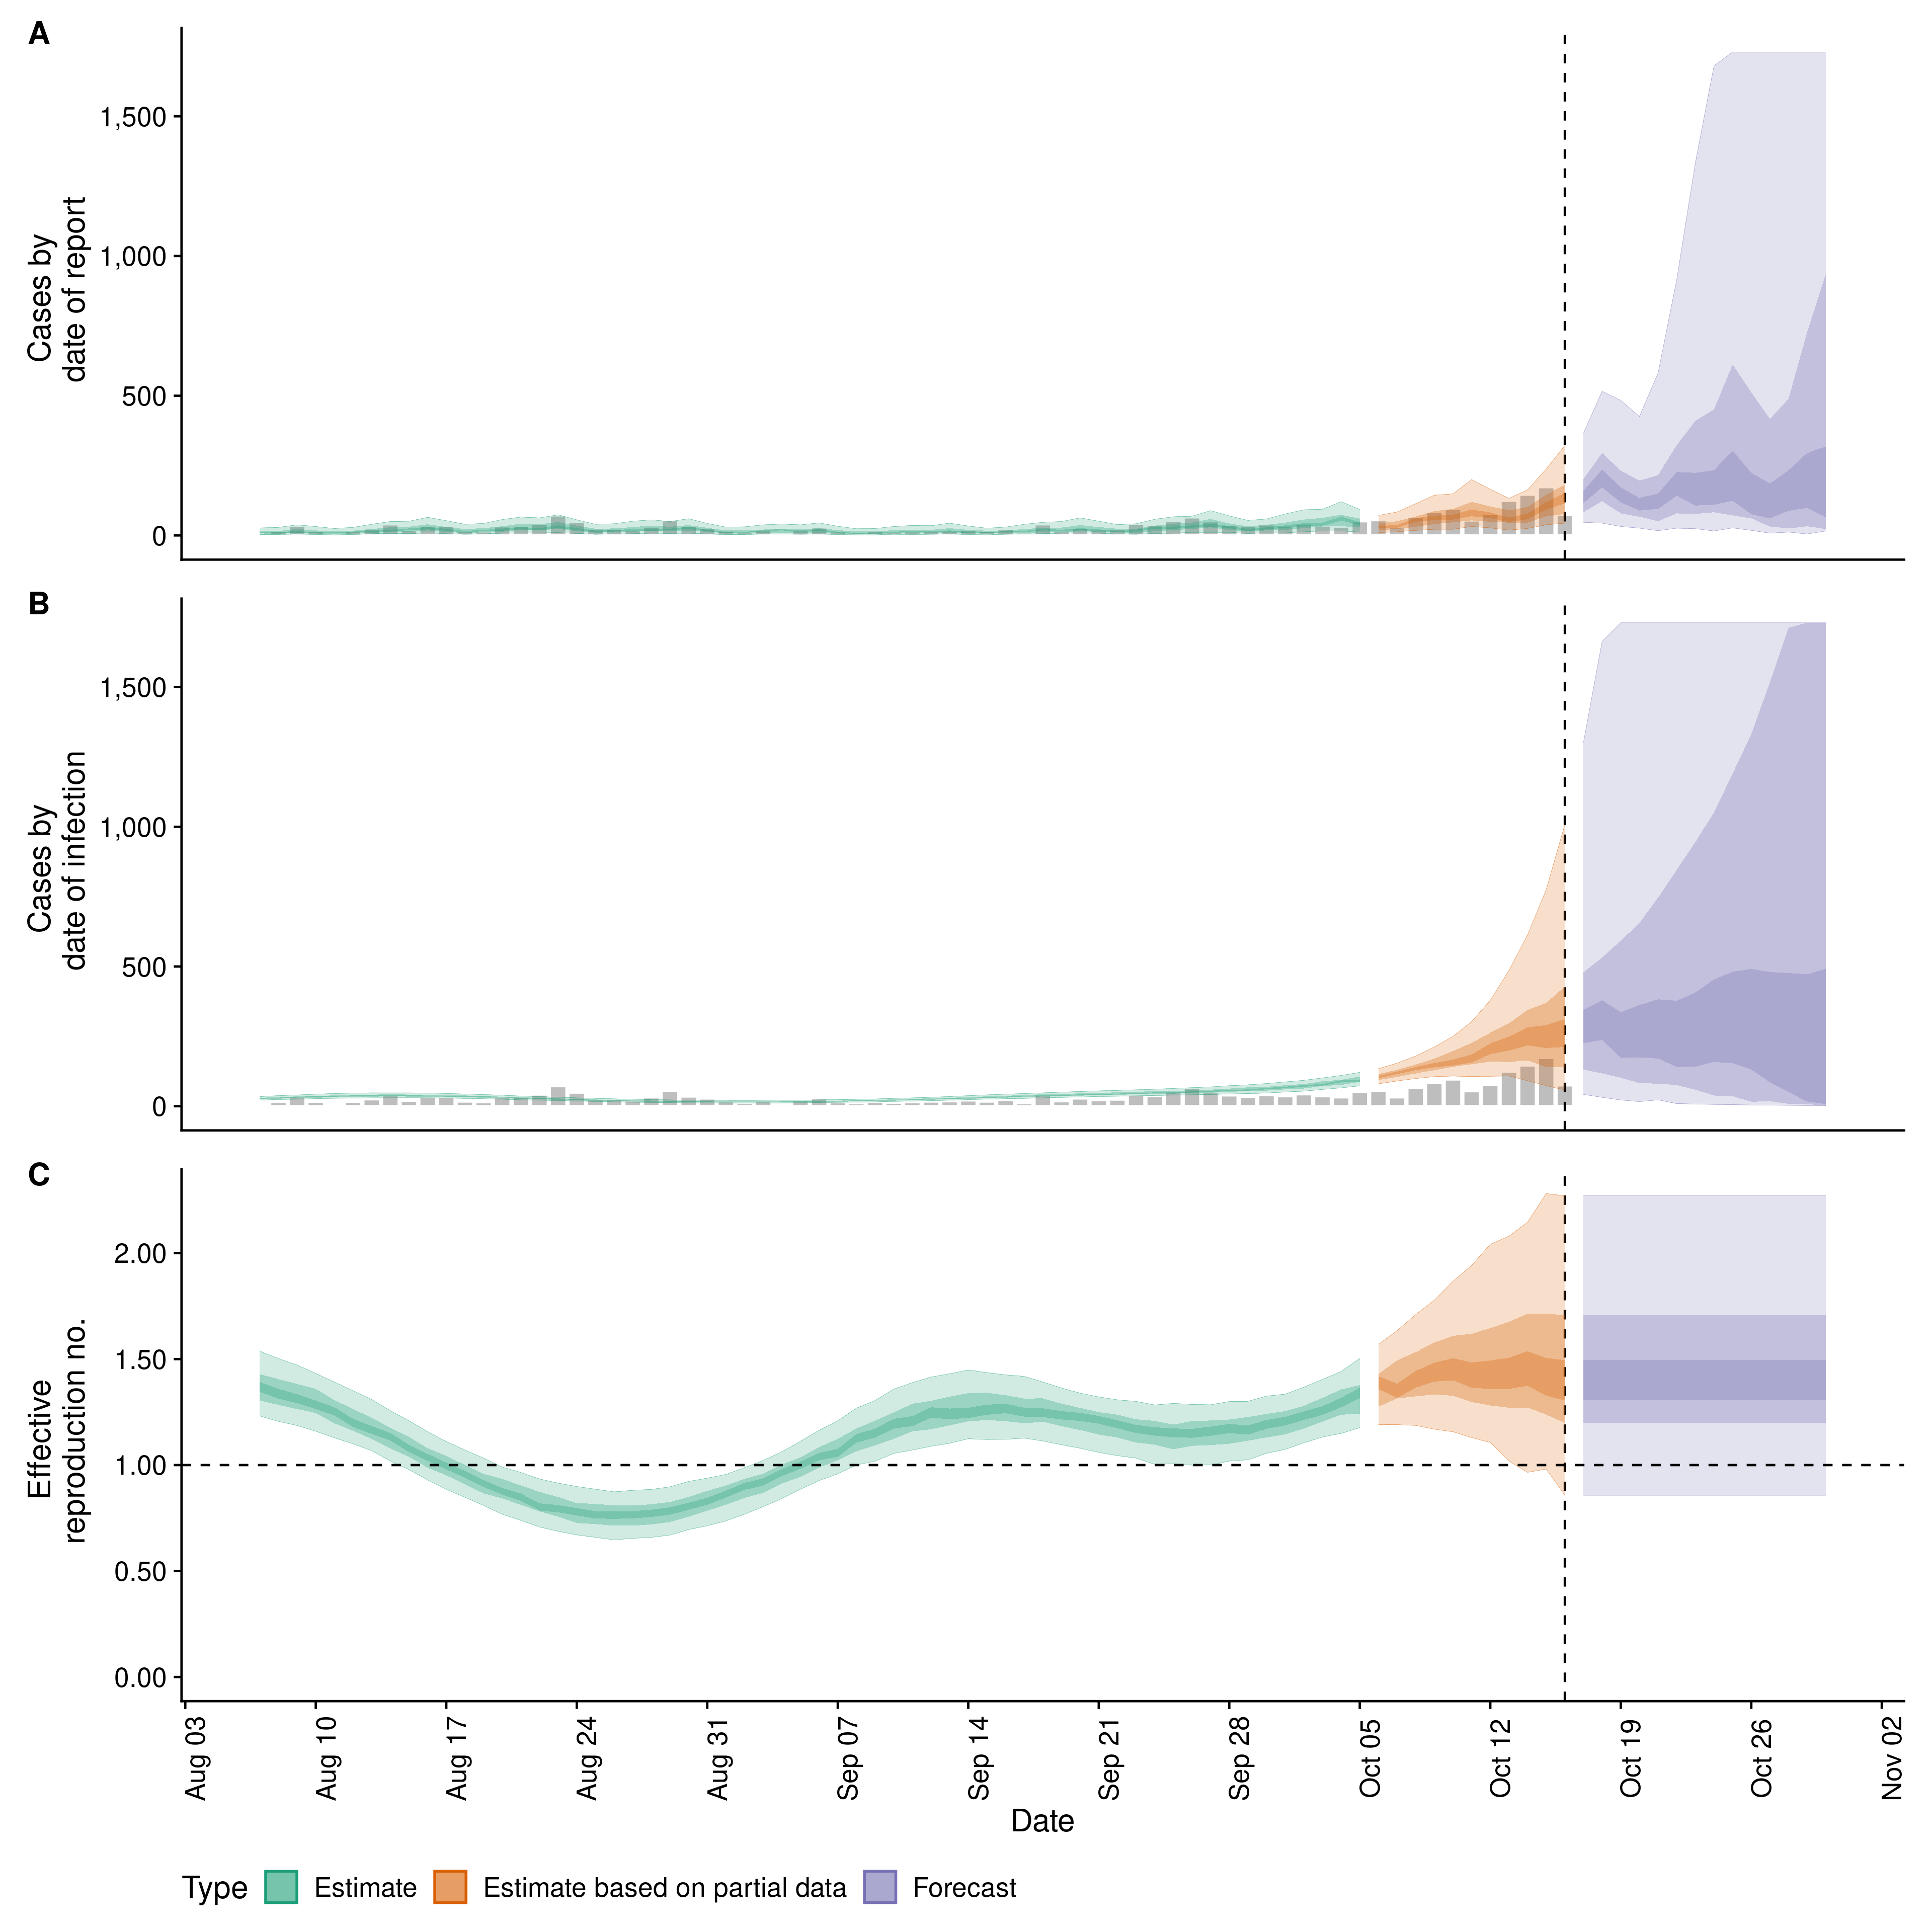 A
Cases by
date of report
1,500
1,000
500
0
B
Cases by
date of infection
1,500
1,000
500
0
C
Effective
reproduction no.
2.00
1.50
1.00
0.50
0.00
Aug 03
Aug 10
Aug 17
Aug 24
Aug 31
Sep 07
Sep 14
Sep 21
Sep 28
Oct 05
Oct 12
Oct 19
Oct 26
Nov 02
Date
Type Estimate Estimate based on partial data Forecast